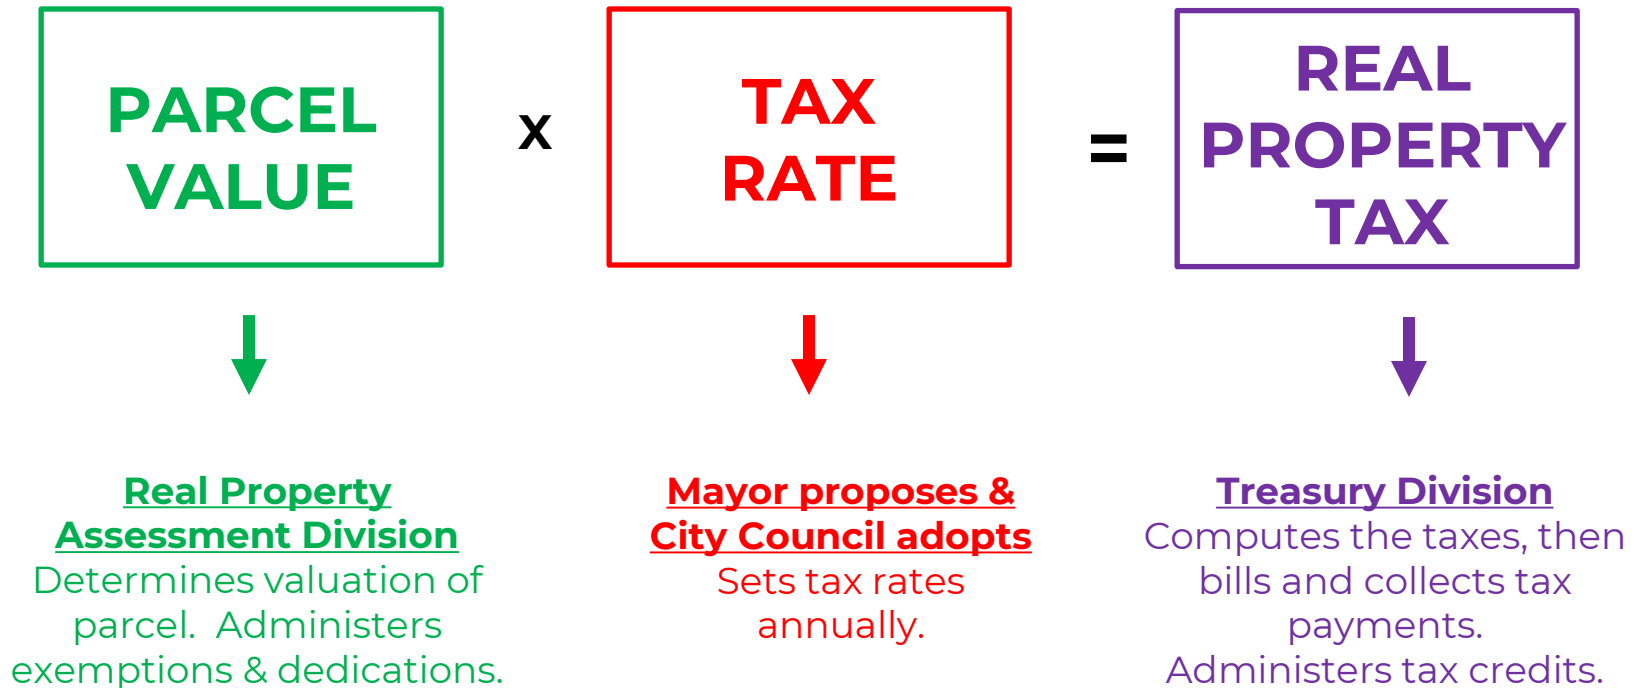 PARCEL
VALUE
x
TAX
RATE
=
REAL
PROPERTY
TAX
Real Property
Assessment Division
Determines valuation of
parcel.  Administers
exemptions & dedications.
Mayor proposes &
City Council adopts
Sets tax rates
annually.
Treasury Division
Computes the taxes, then
bills and collects tax
payments.
Administers tax credits.